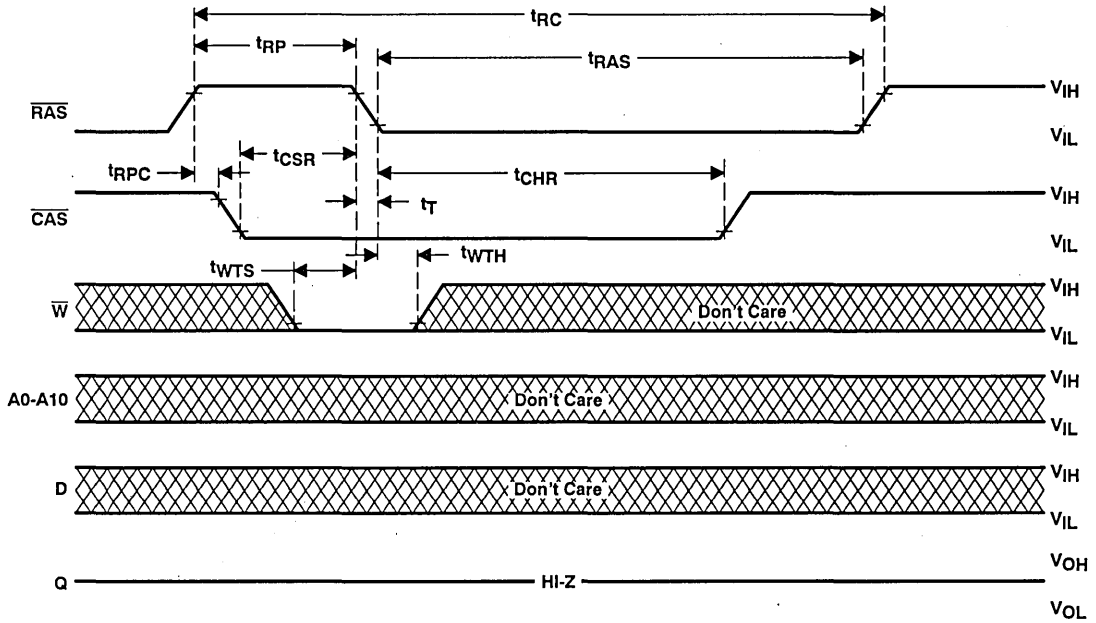 tRC
tRP
tRAS
RAS
VIH
VIL
tCSR
tRPC
tCHR
CAS
tT
VIH
VIL
tWTS
tWTH
W
VIH
Don't Care
VIL
A0-A10
VIH
Don't Care
VIL
D
VIH
Don't Care
VIL
Q
HI-Z
VOH
VOL